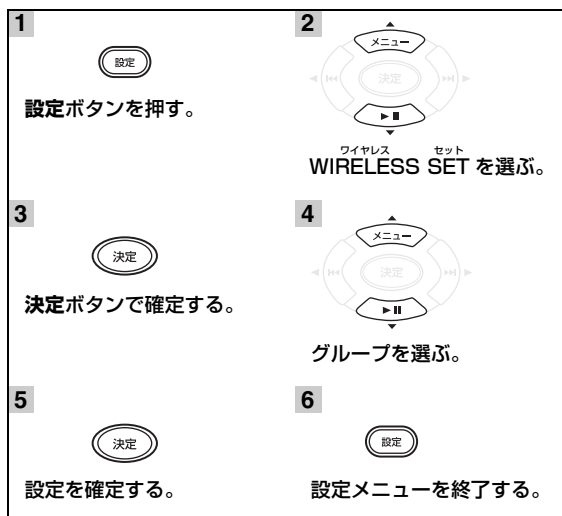 1
設定
設定ボタンを押す。
2
メニュー
決定
ワイヤレス セット
WIRELESS SET を選ぶ。
3
決定
決定ボタンで確定する。
4
メニュー
決定
グループを選ぶ。
5
決定
設定を確定する。
6
設定
設定メニューを終了する。